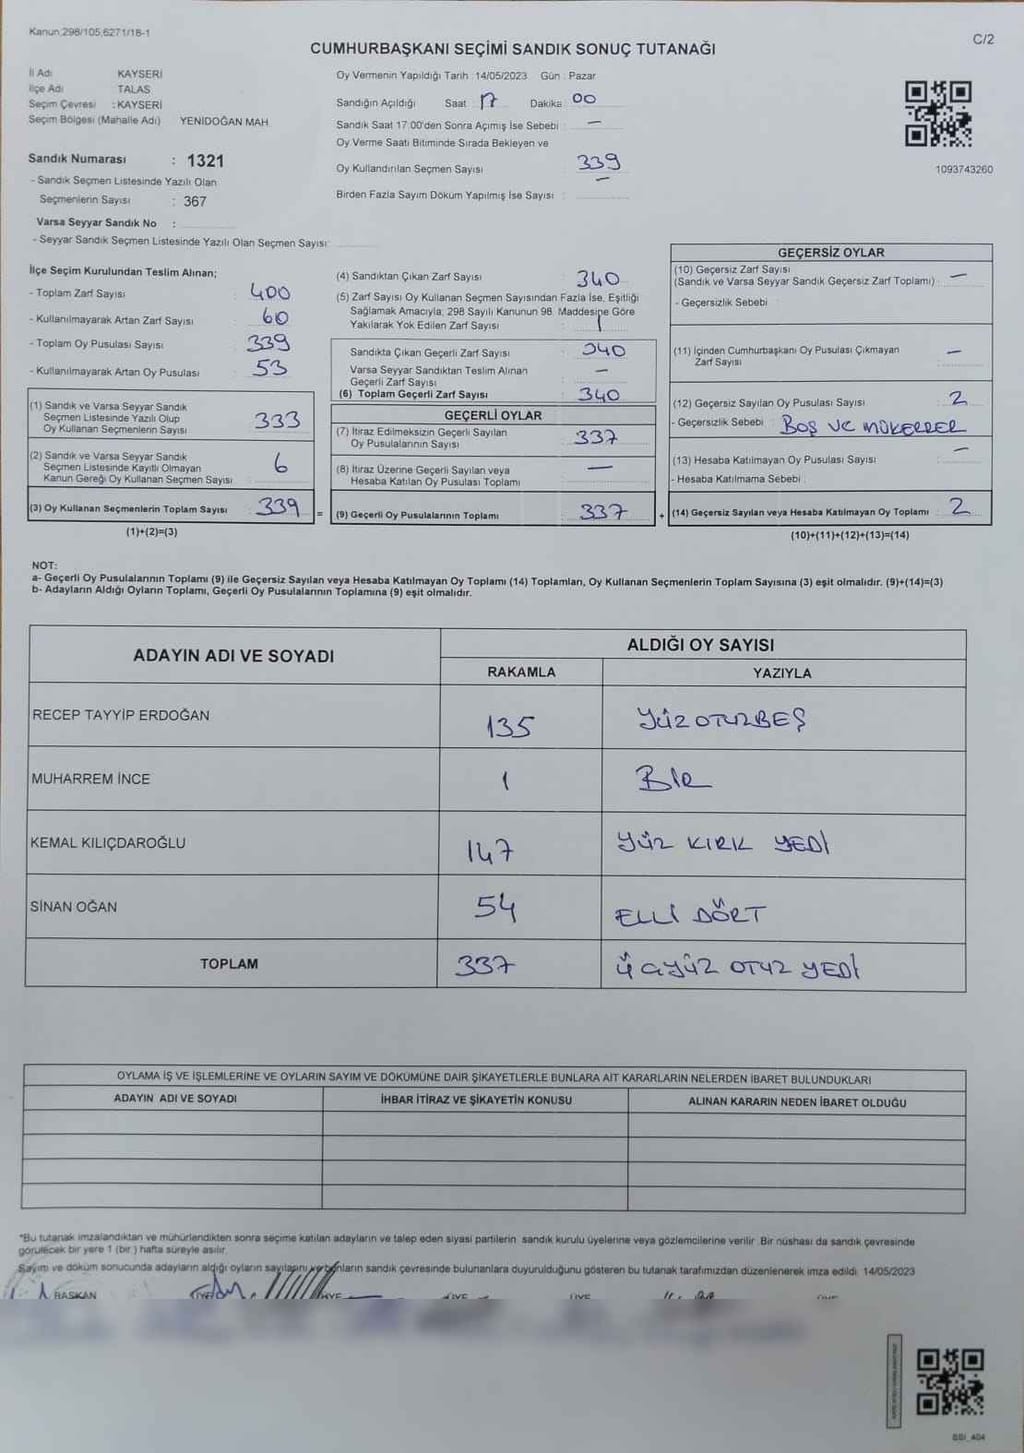 Kanun;298/105,6271/18-1
C/2
CUMHURBAŞKANI SEÇİMİ SANDIK SONUÇ TUTANAĞI
İl Adı KAYSERİ
İlçe Adı TALAS
Seçim Çevresi : KAYSERİ
Seçim Bölgesi (Mahalle Adı) YENİDOĞAN MAH.
Sandık Numarası : 1321
- Sandık Seçmen Listesinde Yazılı Olan
Seçmenlerin Sayısı : 367
Varsa Seyyar Sandık No :
- Seyyar Sandık Seçmen Listesinde Yazılı Olan Seçmen Sayısı:
Oy Vermenin Yapıldığı Tarih : 14/05/2023 Gün : Pazar
Sandığın Açıldığı Saat 17 Dakika 00
Sandık Saat 17:00'den Sonra Açımış İse Sebebi : —
Oy Verme Saati Bitiminde Sırada Bekleyen ve
Oy Kullandırılan Seçmen Sayısı 339
Birden Fazla Sayım Döküm Yapılmış İse Sayısı : —
1093743260
İlçe Seçim Kurulundan Teslim Alınan;
- Toplam Zarf Sayısı : 400
- Kullanılmayarak Artan Zarf Sayısı : 60
- Toplam Oy Pusulası Sayısı : 339
- Kullanılmayarak Artan Oy Pusulası : 53
(1) Sandık ve Varsa Seyyar Sandık
Seçmen Listesinde Yazılı Olup
Oy Kullanan Seçmenlerin Sayısı 333
(2) Sandık ve Varsa Seyyar Sandık
Seçmen Listesinde Kayıtlı Olmayan
Kanun Gereği Oy Kullanan Seçmen Sayısı 6
(3) Oy Kullanan Seçmenlerin Toplam Sayısı 339
(1)+(2)=(3)
=
(4) Sandıktan Çıkan Zarf Sayısı 340
(5) Zarf Sayısı Oy Kullanan Seçmen Sayısından Fazla İse, Eşitliği
Sağlamak Amacıyla; 298 Sayılı Kanunun 98. Maddesine Göre
Yakılarak Yok Edilen Zarf Sayısı : 1
Sandıkta Çıkan Geçerli Zarf Sayısı 340
Varsa Seyyar Sandıktan Teslim Alınan
Geçerli Zarf Sayısı : —
(6) Toplam Geçerli Zarf Sayısı 340
GEÇERLİ OYLAR
(7) İtiraz Edilmeksizin Geçerli Sayılan
Oy Pusulalarının Sayısı 337
(8) İtiraz Üzerine Geçerli Sayılan veya
Hesaba Katılan Oy Pusulası Toplamı —
(9) Geçerli Oy Pusulalarının Toplamı 337
+
GEÇERSİZ OYLAR
(10) Geçersiz Zarf Sayısı
(Sandık ve Varsa Seyyar Sandık Geçersiz Zarf Toplamı) : —
- Geçersizlik Sebebi :
(11) İçinden Cumhurbaşkanı Oy Pusulası Çıkmayan
Zarf Sayısı —
(12) Geçersiz Sayılan Oy Pusulası Sayısı : 2
- Geçersizlik Sebebi : BOŞ VE MÜKERRER
(13) Hesaba Katılmayan Oy Pusulası Sayısı : —
- Hesaba Katılmama Sebebi :
(14) Geçersiz Sayılan veya Hesaba Katılmayan Oy Toplamı : 2
(10)+(11)+(12)+(13)=(14)
NOT:
a- Geçerli Oy Pusulalarının Toplamı (9) ile Geçersiz Sayılan veya Hesaba Katılmayan Oy Toplamı (14) Toplamları, Oy Kullanan Seçmenlerin Toplam Sayısına (3) eşit olmalıdır. (9)+(14)=(3)
b- Adayların Aldığı Oyların Toplamı, Geçerli Oy Pusulalarının Toplamına (9) eşit olmalıdır.
ADAYIN ADI VE SOYADI
ALDIĞI OY SAYISI
RAKAMLA YAZIYLA
RECEP TAYYİP ERDOĞAN 135 YÜZOTUZBEŞ
MUHARREM İNCE 1 BİR
KEMAL KILIÇDAROĞLU 147 YÜZ KIRK YEDİ
SİNAN OĞAN 54 ELLİ DÖRT
TOPLAM 337 ÜÇYÜZ OTUZ YEDİ
OYLAMA İŞ VE İŞLEMLERİNE VE OYLARIN SAYIM VE DÖKÜMÜNE DAİR ŞİKAYETLERLE BUNLARA AİT KARARLARIN NELERDEN İBARET BULUNDUKLARI
ADAYIN ADI VE SOYADI İHBAR İTİRAZ VE ŞİKAYETİN KONUSU ALINAN KARARIN NEDEN İBARET OLDUĞU
*Bu tutanak imzalandıktan ve mühürlendikten sonra seçime katılan adayların ve talep eden siyasi partilerin sandık kurulu üyelerine veya gözlemcilerine verilir. Bir nüshası da sandık çevresinde
görülecek bir yere 1 (bir ) hafta süreyle asılır.
Sayım ve döküm sonucunda adayların aldığı oyların sayılarını ve bunların sandık çevresinde bulunanlara duyurulduğunu gösteren bu tutanak tarafımızdan düzenlenerek imza edildi. 14/05/2023
BAŞKAN ÜYE ÜYE ÜYE ÜYE